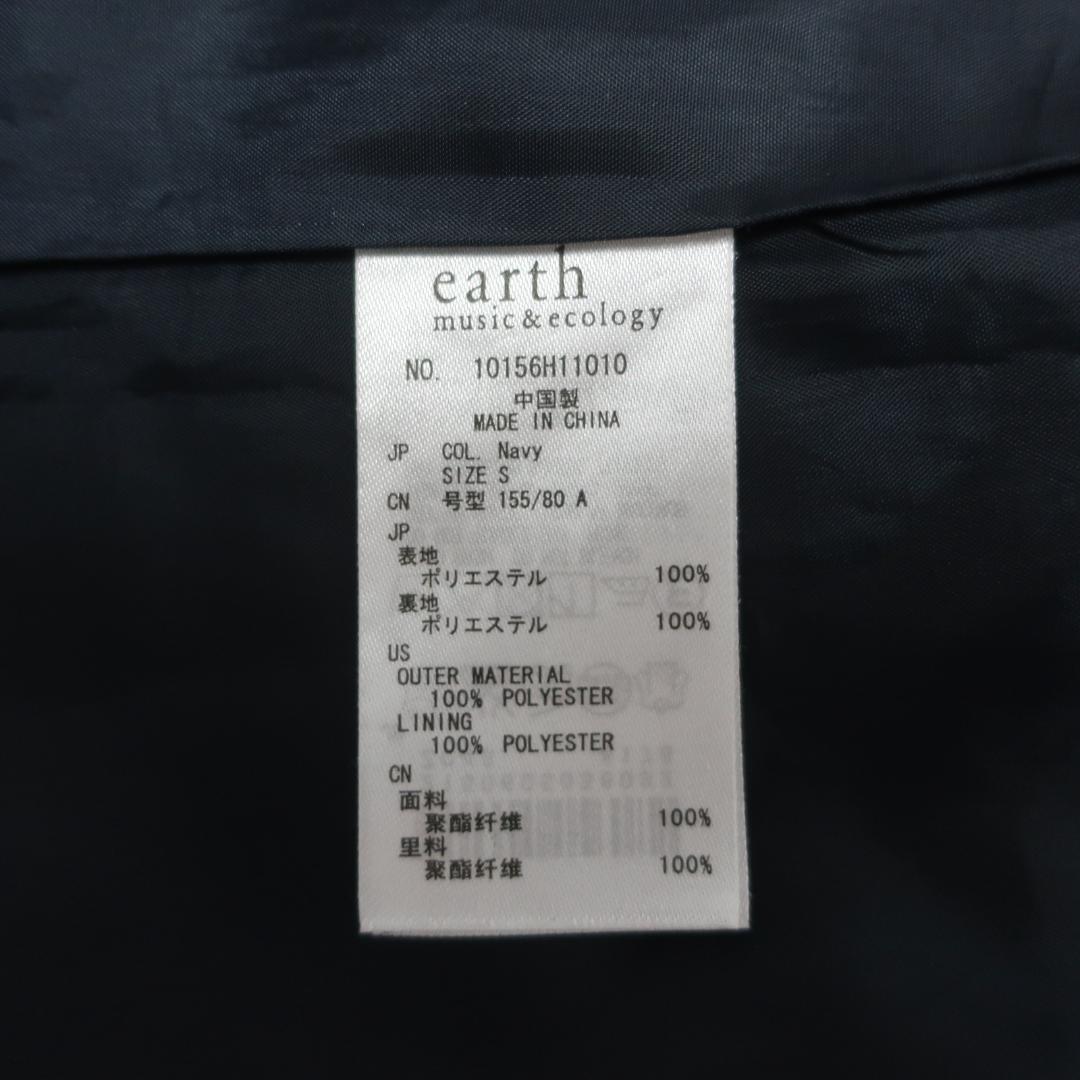 earth
music & ecology
NO. 10156H11010
中国製
MADE IN CHINA
JP COL. Navy
SIZE S
CN 号型 155/80 A
JP
表地
ポリエステル 100%
裏地
ポリエステル 100%
US
OUTER MATERIAL
100% POLYESTER
LINING
100% POLYESTER
CN
面料
聚酯纤维 100%
里料
聚酯纤维 100%